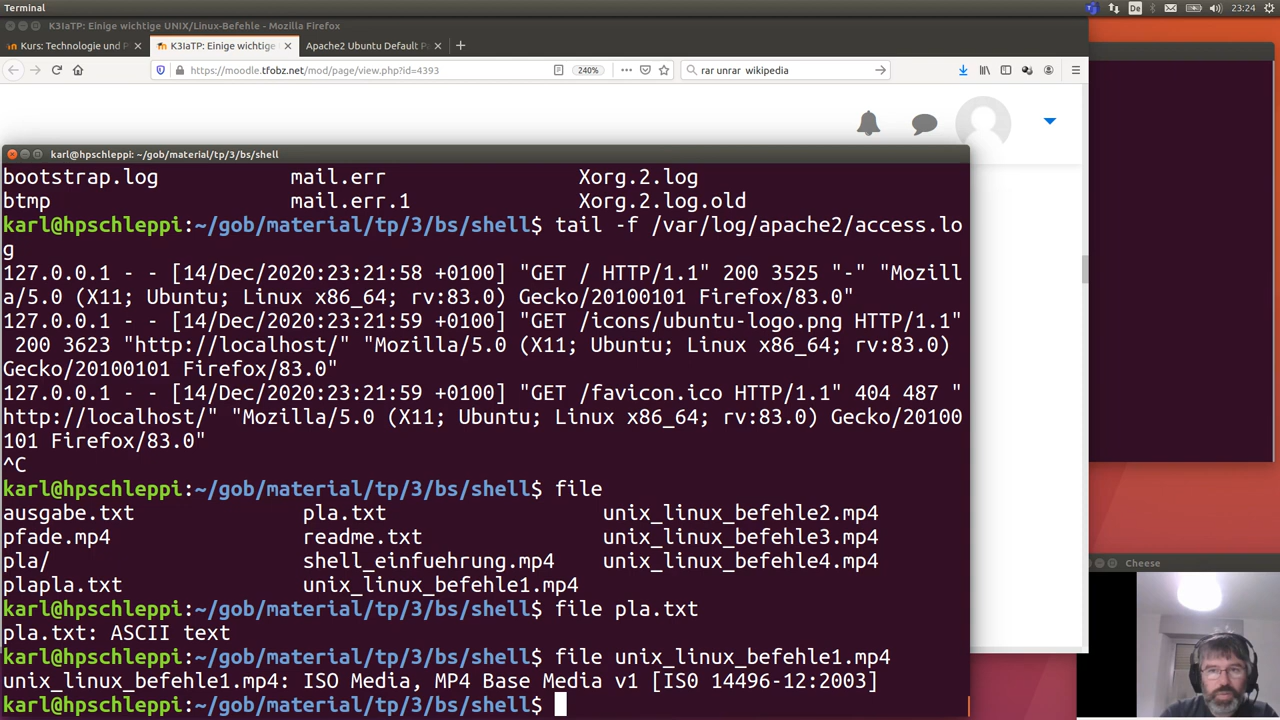 Terminal
De
23:24
K3IaTP: Einige wichtige UNIX/Linux-Befehle - Mozilla Firefox
Kurs: Technologie und P
K3IaTP: Einige wichtige
Apache2 Ubuntu Default P
https://moodle.tfobz.net/mod/page/view.php?id=4393
240%
rar unrar wikipedia
karl@hpschleppi: ~/gob/material/tp/3/bs/shell
bootstrap.log mail.err Xorg.2.log
btmp mail.err.1 Xorg.2.log.old
karl@hpschleppi:~/gob/material/tp/3/bs/shell$ tail -f /var/log/apache2/access.lo
g
127.0.0.1 - - [14/Dec/2020:23:21:58 +0100] "GET / HTTP/1.1" 200 3525 "-" "Mozill
a/5.0 (X11; Ubuntu; Linux x86_64; rv:83.0) Gecko/20100101 Firefox/83.0"
127.0.0.1 - - [14/Dec/2020:23:21:59 +0100] "GET /icons/ubuntu-logo.png HTTP/1.1"
200 3623 "http://localhost/" "Mozilla/5.0 (X11; Ubuntu; Linux x86_64; rv:83.0)
Gecko/20100101 Firefox/83.0"
127.0.0.1 - - [14/Dec/2020:23:21:59 +0100] "GET /favicon.ico HTTP/1.1" 404 487 "
http://localhost/" "Mozilla/5.0 (X11; Ubuntu; Linux x86_64; rv:83.0) Gecko/20100
101 Firefox/83.0"
^C
karl@hpschleppi:~/gob/material/tp/3/bs/shell$ file
ausgabe.txt pla.txt unix_linux_befehle2.mp4
pfade.mp4 readme.txt unix_linux_befehle3.mp4
pla/ shell_einfuehrung.mp4 unix_linux_befehle4.mp4
plapla.txt unix_linux_befehle1.mp4
karl@hpschleppi:~/gob/material/tp/3/bs/shell$ file pla.txt
pla.txt: ASCII text
karl@hpschleppi:~/gob/material/tp/3/bs/shell$ file unix_linux_befehle1.mp4
unix_linux_befehle1.mp4: ISO Media, MP4 Base Media v1 [IS0 14496-12:2003]
karl@hpschleppi:~/gob/material/tp/3/bs/shell$
Cheese